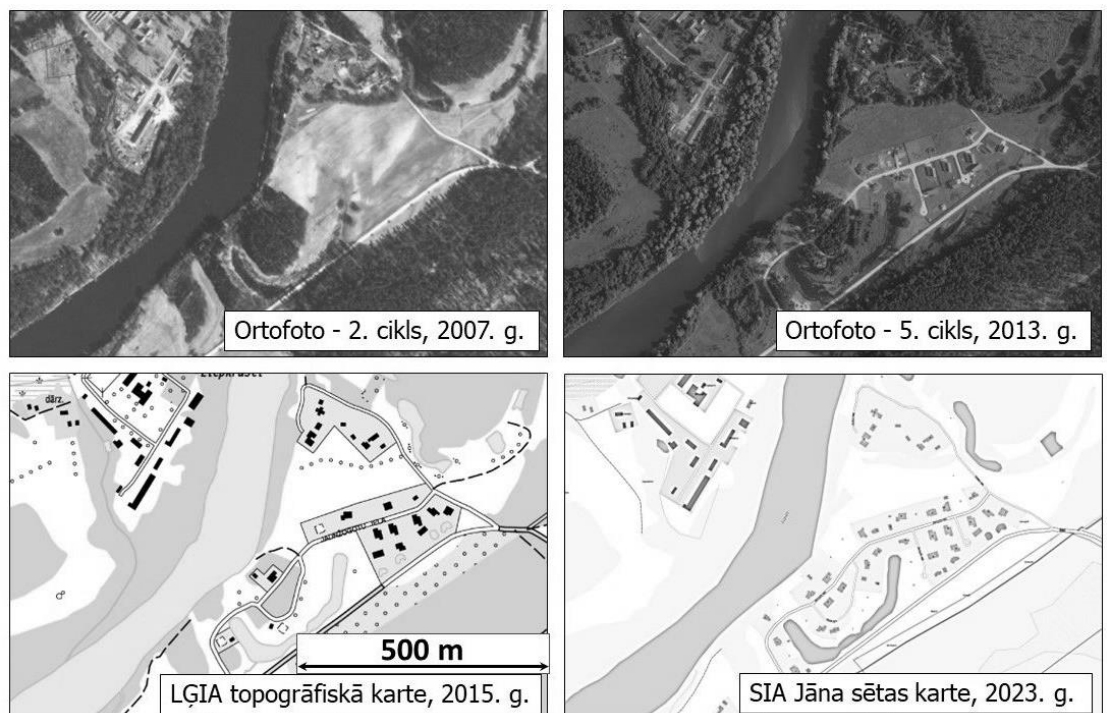 Ortofoto - 2. cikls, 2007. g.
Ortofoto - 5. cikls, 2013. g.
dārz.
500 m
LĢIA topogrāfiskā karte, 2015. g.
SIA Jāna sētas karte, 2023. g.